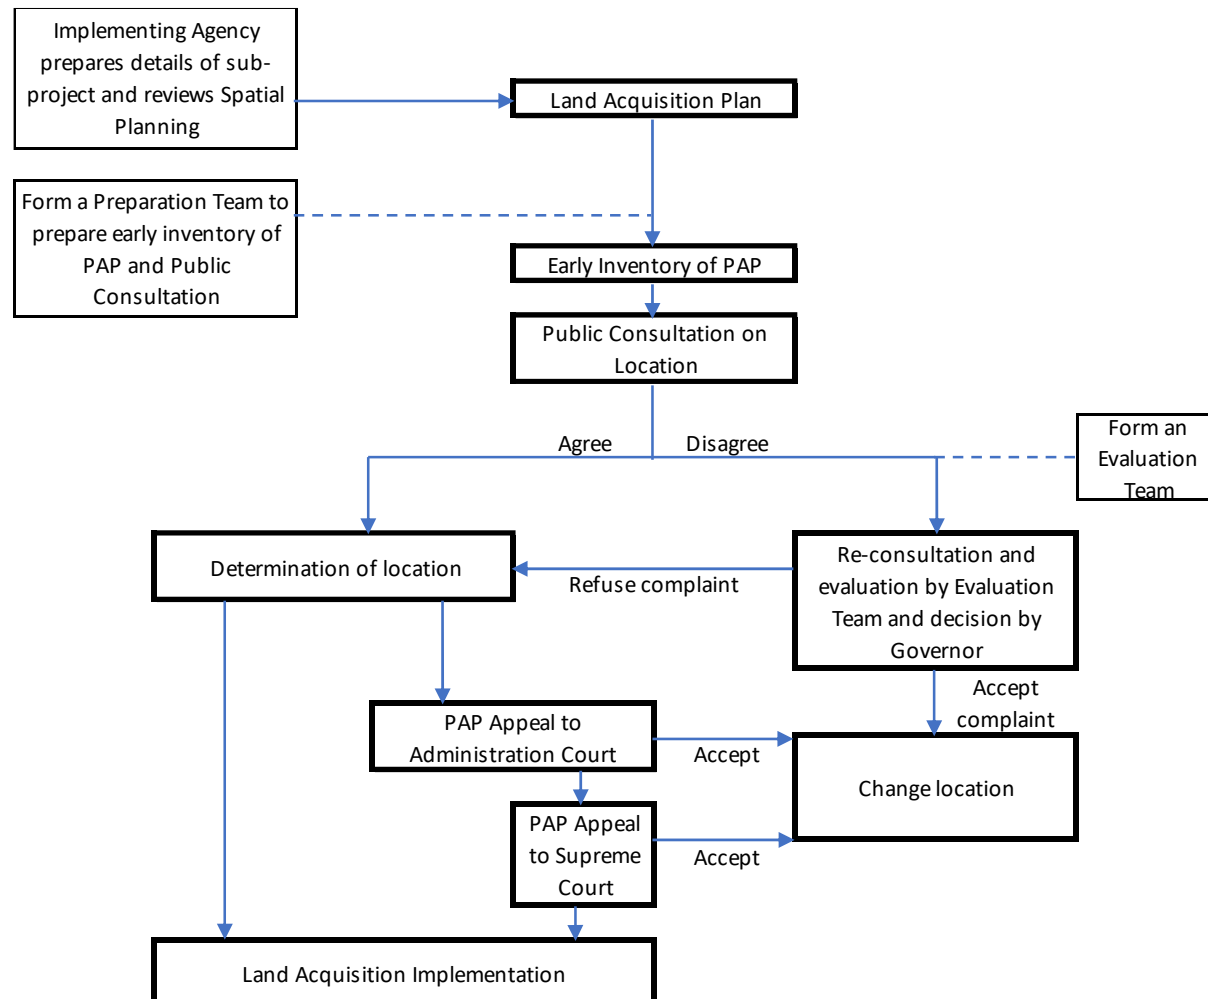 Implementing Agency
prepares details of sub-
project and reviews Spatial
Planning
Land Acquisition Plan
Form a Preparation Team to
prepare early inventory of
PAP and Public
Consultation
Early Inventory of PAP
Public Consultation on
Location
Agree
Disagree
Form an
Evaluation
Team
Determination of location
Refuse complaint
Re-consultation and
evaluation by Evaluation
Team and decision by
Governor
Accept
complaint
PAP Appeal to
Administration Court
Accept
Change location
PAP Appeal
to Supreme
Court
Accept
Land Acquisition Implementation